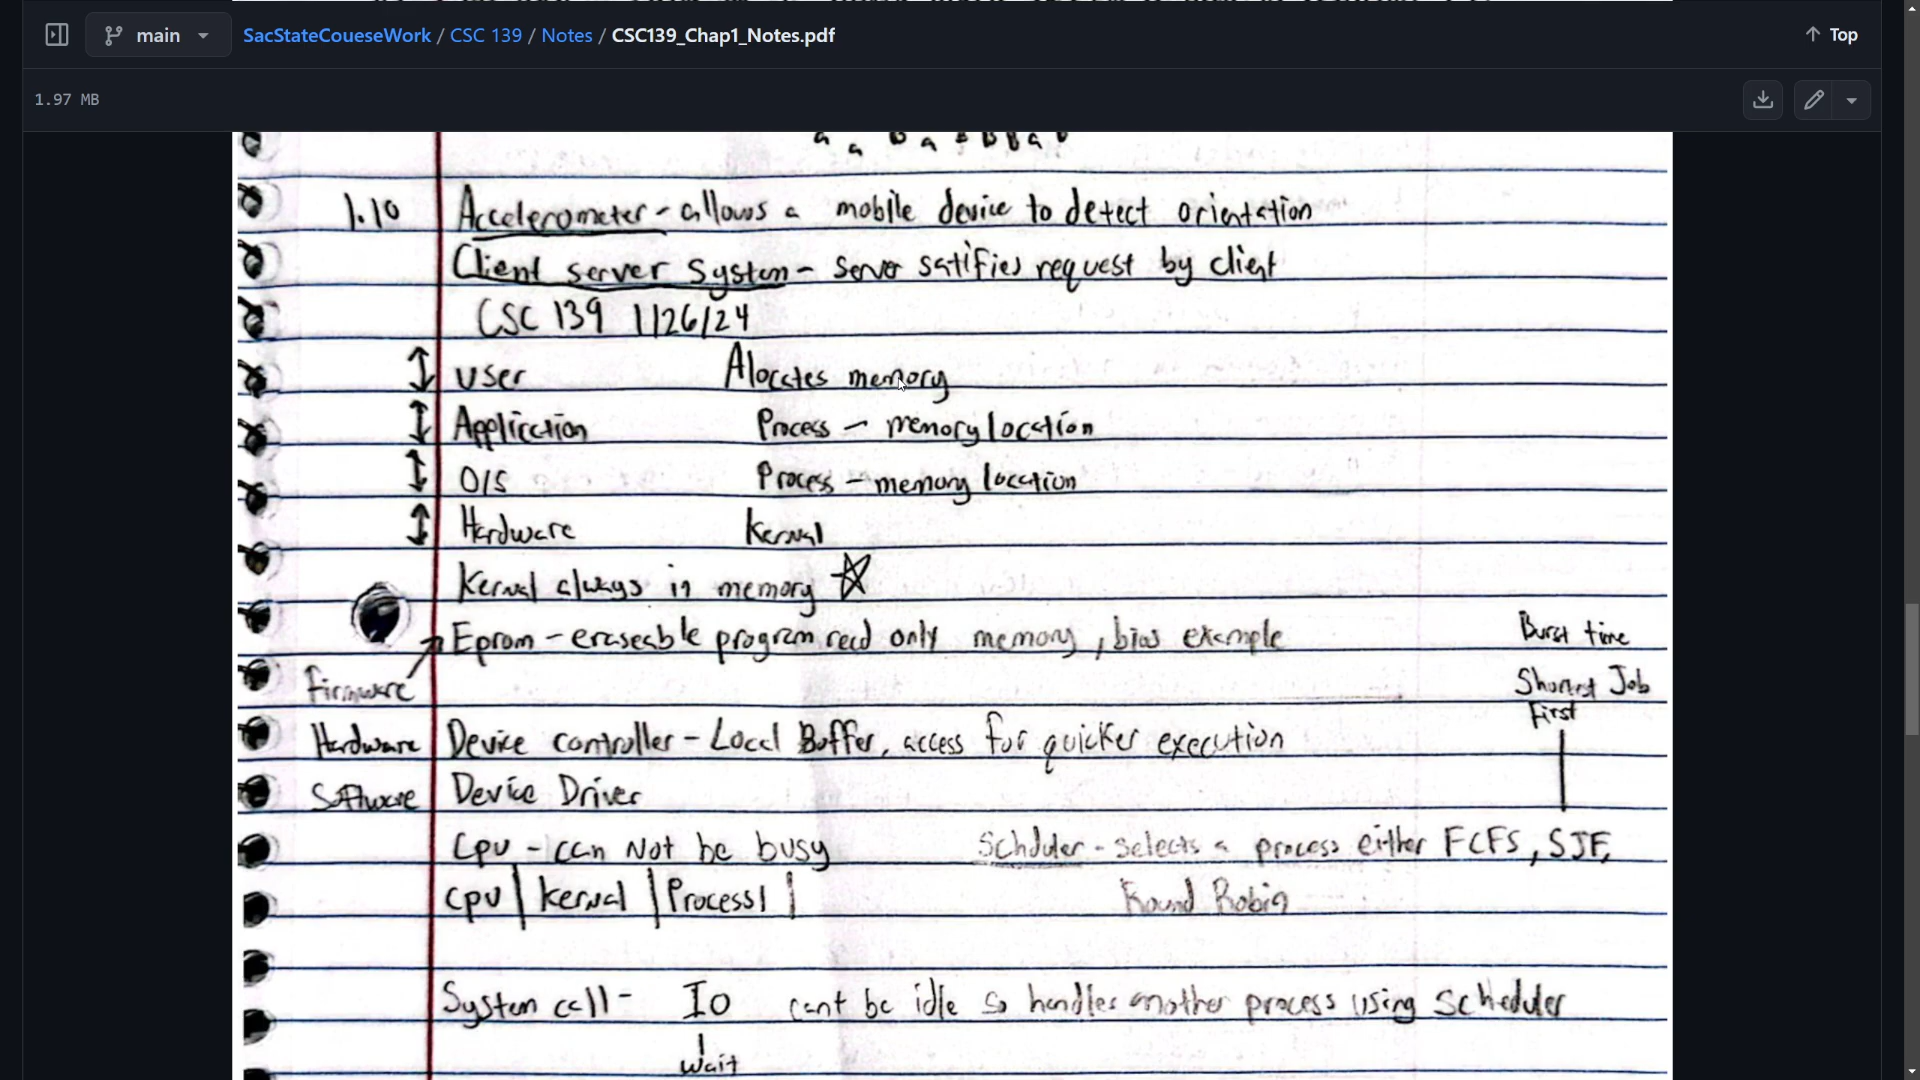 main
SacStateCoueseWork / CSC 139 / Notes / CSC139_Chap1_Notes.pdf
Top
1.97 MB
1.10 Accelerometer - allows a mobile device to detect orientation
Client server system - server satifies request by client
CSC 139 1/26/24
User Alocates memory
Application Process - memory location
O/S Process - memory location
Hardware Kernal
Kernal always in memory
Eprom - eraseable program read only memory, bios example
Burst time
Firmware
Shortest Job
First
Hardware Device controller - Local Buffer, access for quicker execution
Software Device Driver
Cpu - can Not be busy
Schduler - selects a process either FCFS, SJF,
Round Robin
cpu | kernal | Process1 |
System call - IO cant be idle so handles another process using Scheduler
wait